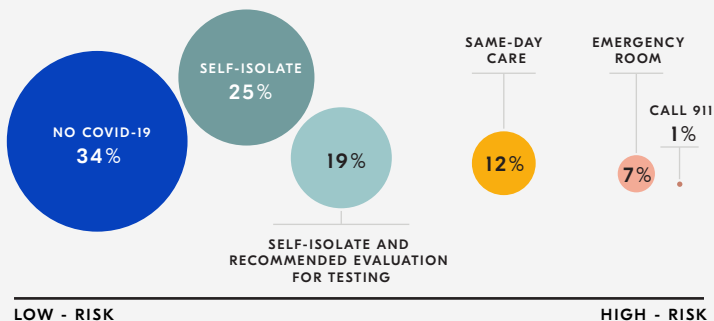 NO COVID-19
34%
SELF-ISOLATE
25%
19%
SELF-ISOLATE AND
RECOMMENDED EVALUATION
FOR TESTING
SAME-DAY
CARE
12%
EMERGENCY
ROOM
7%
CALL 911
1%
LOW - RISK
HIGH - RISK